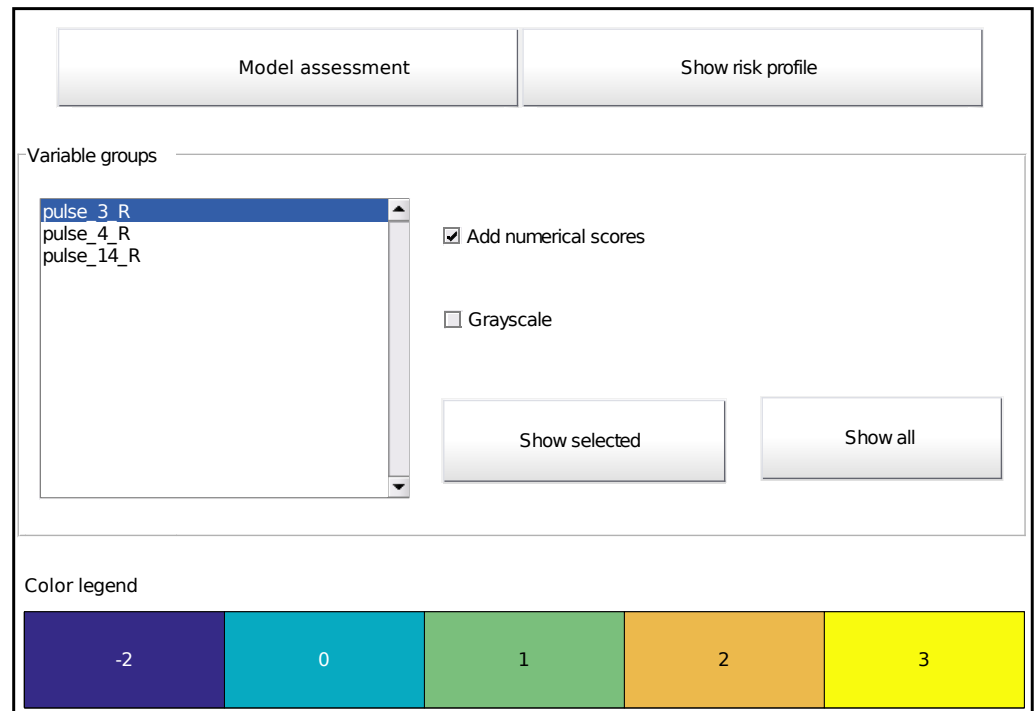 Model assessment
Show risk profile
Variable groups
pulse_3_R
pulse_4_R
pulse_14_R
Add numerical scores
Grayscale
Show selected
Show all
Color legend
-2 0 1 2 3